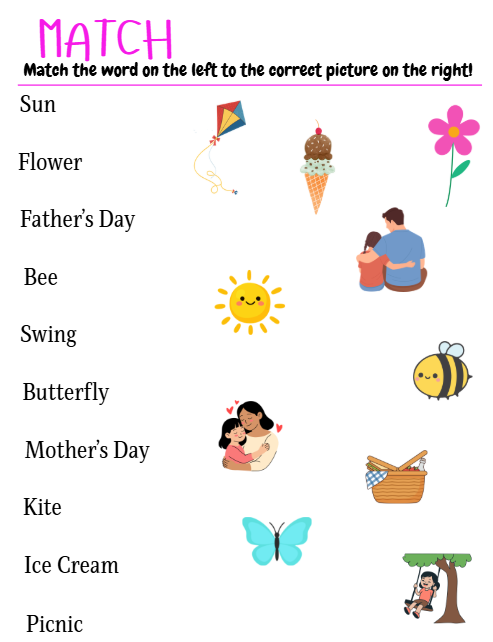 MATCH
Match the word on the left to the correct picture on the right!
Sun
Flower
Father's Day
Bee
Swing
Butterfly
Mother's Day
Kite
Ice Cream
Picnic